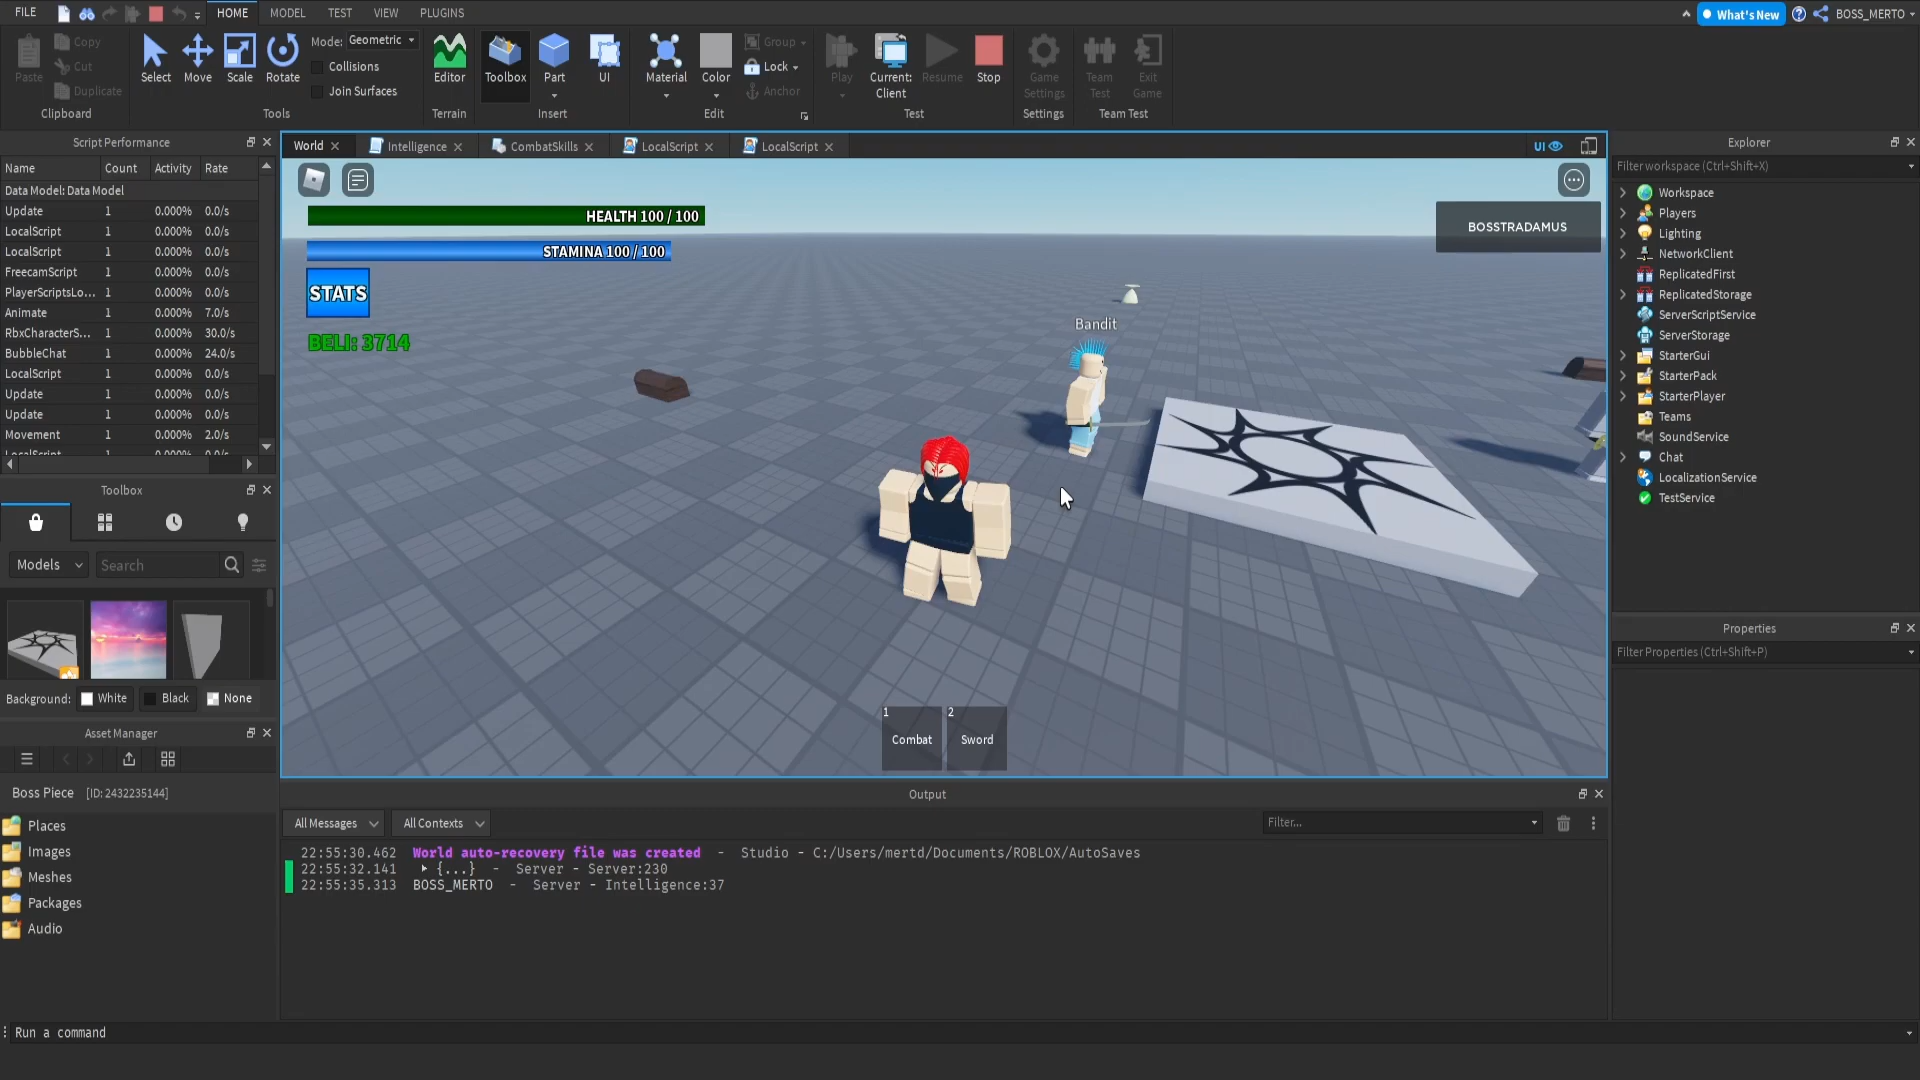 FILE
HOME
MODEL
TEST
VIEW
PLUGINS
What's New
BOSS_MERTO
Paste
Copy
Cut
Duplicate
Clipboard
Select
Move
Scale
Rotate
Mode: Geometric
Collisions
Join Surfaces
Tools
Editor
Terrain
Toolbox
Part
UI
Insert
Material
Color
Group
Lock
Anchor
Edit
Play
Current:
Client
Resume
Stop
Test
Game
Settings
Settings
Team
Test
Exit
Game
Team Test
Script Performance
Name Count Activity Rate
Data Model: Data Model
Update 1 0.000% 0.0/s
LocalScript 1 0.000% 0.0/s
LocalScript 1 0.000% 0.0/s
FreecamScript 1 0.000% 0.0/s
PlayerScriptsLo... 1 0.000% 0.0/s
Animate 1 0.000% 7.0/s
RbxCharacterS... 1 0.000% 30.0/s
BubbleChat 1 0.000% 24.0/s
LocalScript 1 0.000% 0.0/s
Update 1 0.000% 0.0/s
Update 1 0.000% 0.0/s
Movement 1 0.000% 2.0/s
Toolbox
Models
Search
Background: White Black None
Asset Manager
Boss Piece [ID: 2432235144]
Places
Images
Meshes
Packages
Audio
World
Intelligence
CombatSkills
LocalScript
LocalScript
UI
HEALTH 100 / 100
STAMINA 100 / 100
STATS
BELI: 3714
BOSSTRADAMUS
Bandit
1
Combat
2
Sword
Output
All Messages
All Contexts
Filter...
22:55:30.462 World auto-recovery file was created - Studio - C:/Users/mertd/Documents/ROBLOX/AutoSaves
22:55:32.141 {...} - Server - Server:230
22:55:35.313 BOSS_MERTO - Server - Intelligence:37
Explorer
Filter workspace (Ctrl+Shift+X)
Workspace
Players
Lighting
NetworkClient
ReplicatedFirst
ReplicatedStorage
ServerScriptService
ServerStorage
StarterGui
StarterPack
StarterPlayer
Teams
SoundService
Chat
LocalizationService
TestService
Properties
Filter Properties (Ctrl+Shift+P)
Run a command